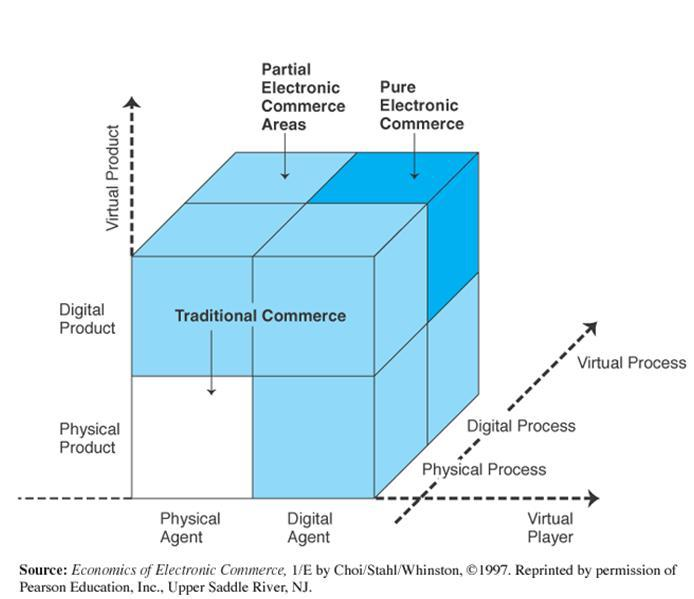 Partial
Electronic
Commerce
Areas
Pure
Electronic
Commerce
Virtual Product
Digital
Product
Traditional Commerce
Virtual Process
Physical
Product
Digital Process
Physical Process
Physical
Agent
Digital
Agent
Virtual
Player
Source: Economics of Electronic Commerce, 1/E by Choi/Stahl/Whinston, ©1997. Reprinted by permission of
Pearson Education, Inc., Upper Saddle River, NJ.